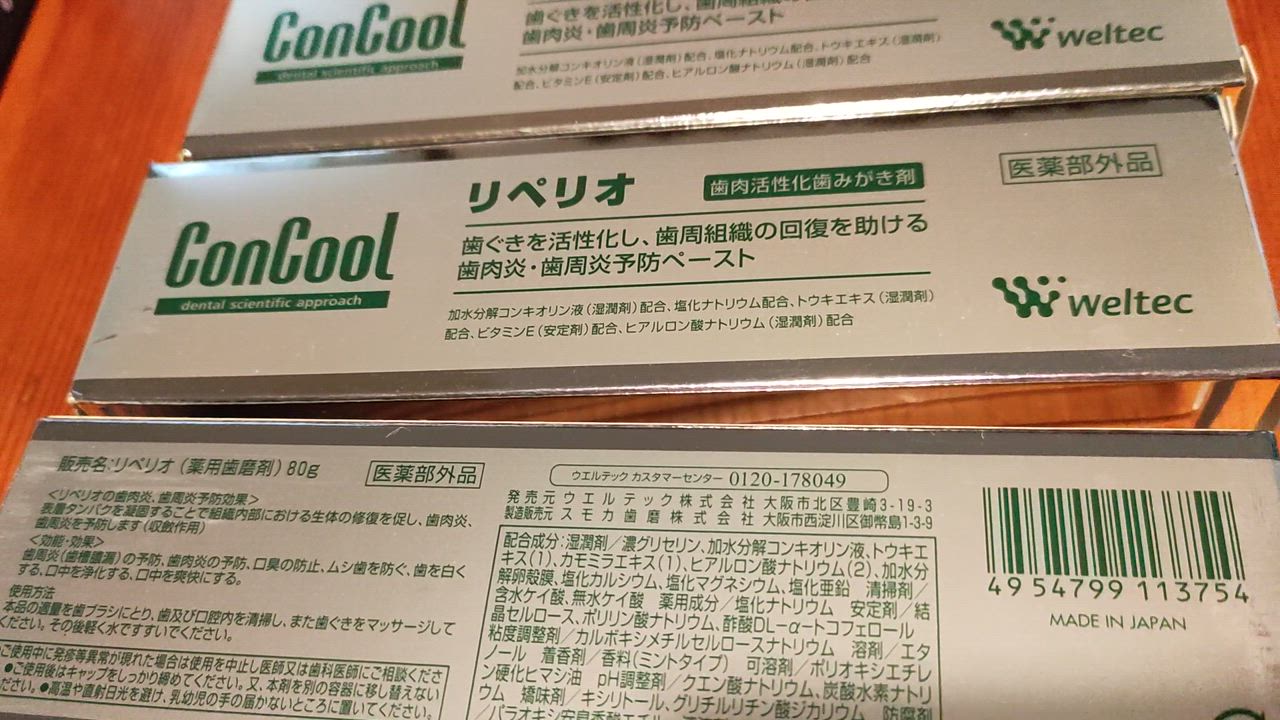 ConCool
dental scientific approach
歯ぐきを活性化し、歯周組織の
歯肉炎・歯周炎予防ペースト
加水分解コンキオリン液(湿潤剤)配合、塩化ナトリウム配合、トウキエキス(湿潤剤)
配合、ビタミンE(安定剤)配合、ヒアルロン酸ナトリウム(湿潤剤)配合
weltec
ConCool
dental scientific approach
リペリオ
歯肉活性化歯みがき剤
医薬部外品
歯ぐきを活性化し、歯周組織の回復を助ける
歯肉炎・歯周炎予防ペースト
加水分解コンキオリン液(湿潤剤)配合、塩化ナトリウム配合、トウキエキス(湿潤剤)
配合、ビタミンE(安定剤)配合、ヒアルロン酸ナトリウム(湿潤剤)配合
weltec
販売名:リペリオ(薬用歯磨剤)80g
医薬部外品
<リペリオの歯肉炎、歯周炎予防効果>
表層タンパクを凝固することで組織内部における生体の修復を促し、歯肉炎、
歯周炎を予防します(収斂作用)
<効能・効果>
歯周炎(歯槽膿漏)の予防、歯肉炎の予防、口臭の防止、ムシ歯を防ぐ、歯を白く
する、口中を浄化する、口中を爽快にする。
使用方法
本品の適量を歯ブラシにとり、歯及び口腔内を清掃し、また歯ぐきをマッサージして
ください。その後軽く水ですすいでください。
ご使用中に発疹等異常が現れた場合は使用を中止し医師又は歯科医師にご相談くださ
●ご使用後はキャップをしっかり締めてください。又、本剤を別の容器に移し替えない
ださい。●高温や直射日光を避け、乳幼児の手の届かないところに置いてください。
ウエルテック カスタマーセンター 0120-178049
発売元 ウエルテック株式会社 大阪市北区豊崎3-19-3
製造販売元 スモカ歯磨株式会社 大阪市西淀川区御幣島1-3-9
配合成分:湿潤剤/濃グリセリン、加水分解コンキオリン液、トウキエ
キス(1)、カモミラエキス(1)、ヒアルロン酸ナトリウム(2)、加水分
解卵殻膜、塩化カルシウム、塩化マグネシウム、塩化亜鉛 清掃剤/
含水ケイ酸、無水ケイ酸 薬用成分/塩化ナトリウム 安定剤/結
晶セルロース、ポリリン酸ナトリウム、酢酸DL-α-トコフェロール
粘度調整剤/カルボキシメチルセルロースナトリウム 溶剤/エタ
ノール 着香剤/香料(ミントタイプ) 可溶剤/ポリオキシエチレ
ン硬化ヒマシ油 pH調整剤/クエン酸ナトリウム、炭酸水素ナトリ
ウム 矯味剤/キシリトール、グリチルリチン酸ジカリウム 防腐剤
/パラオキシ安息香酸エチル
4954799113754
MADE IN JAPAN